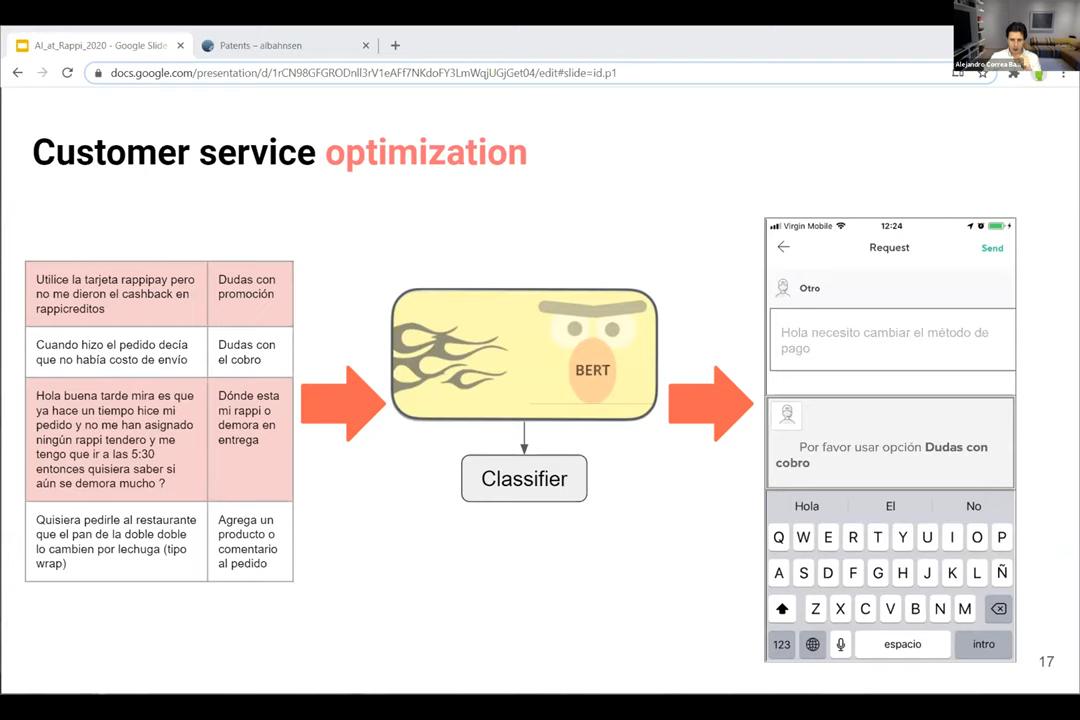 AI_at_Rappi_2020 - Google Slide
Patents – albahnsen
docs.google.com/presentation/d/1rCN98GFGRODnll3rV1eAFf7NKdoFY3LmWqjUGjGet04/edit#slide=id.p1
Alejandro Correa Ba...
Customer service optimization
Utilice la tarjeta rappipay pero
no me dieron el cashback en
rappicreditos
Dudas con
promoción
Cuando hizo el pedido decía
que no había costo de envío
Dudas con
el cobro
Hola buena tarde mira es que
ya hace un tiempo hice mi
pedido y no me han asignado
ningún rappi tendero y me
tengo que ir a las 5:30
entonces quisiera saber si
aún se demora mucho ?
Dónde esta
mi rappi o
demora en
entrega
Quisiera pedirle al restaurante
que el pan de la doble doble
lo cambien por lechuga (tipo
wrap)
Agrega un
producto o
comentario
al pedido
BERT
Classifier
Virgin Mobile
12:24
Request
Send
Otro
Hola necesito cambiar el método de
pago
Por favor usar opción Dudas con
cobro
Hola El No
Q W E R T Y U I O P
A S D F G H J K L Ñ
Z X C V B N M
123 espacio intro
17